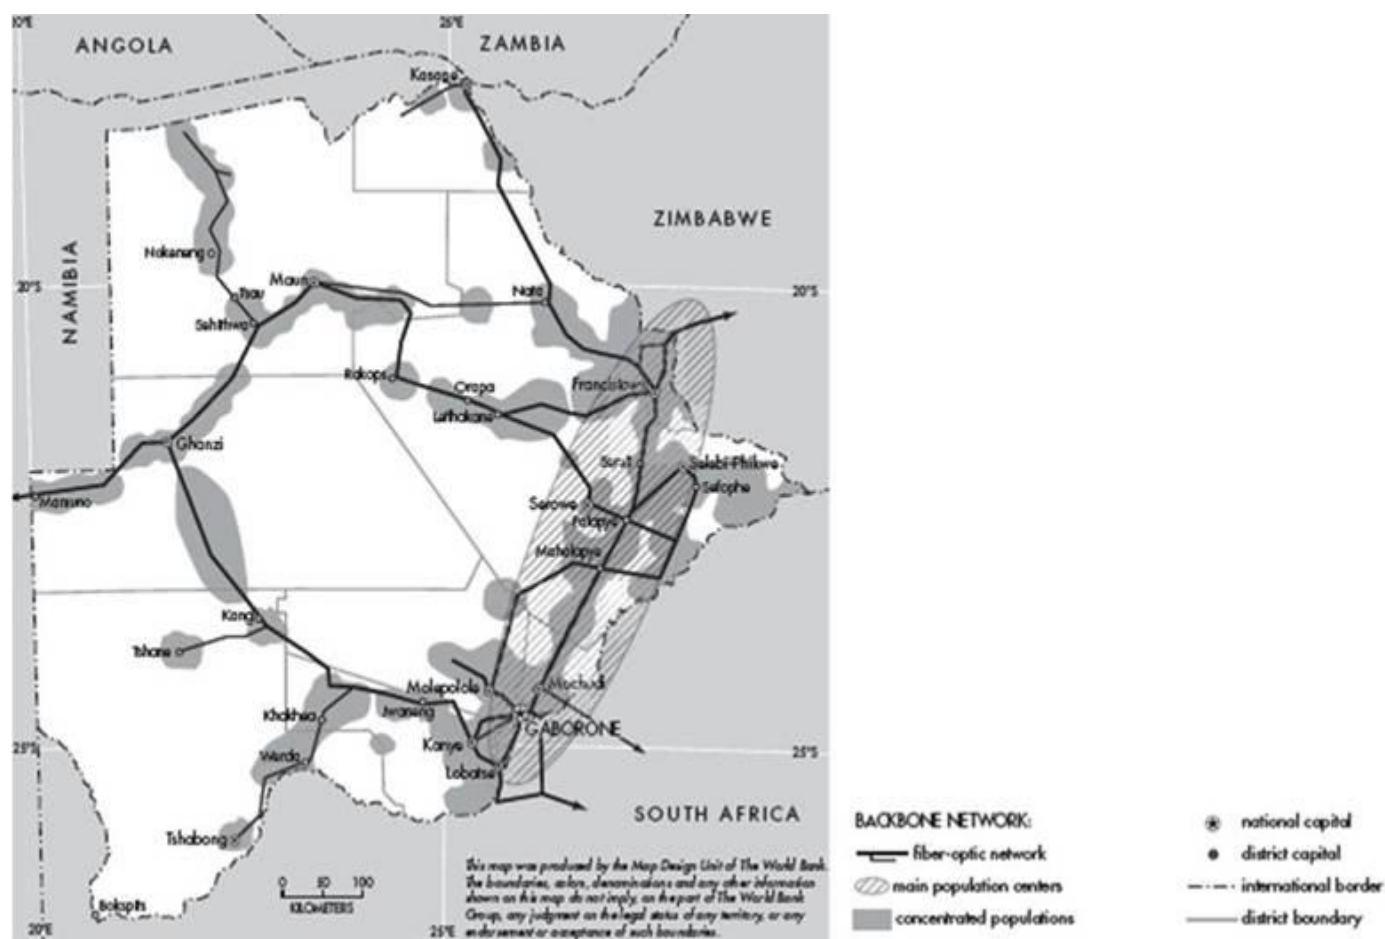 20°E
25°E
ANGOLA
ZAMBIA
Kasane
ZIMBABWE
NAMIBIA
Nokaneng
20°S
Maun
Nata
20°S
Tsau
Sehithwa
Rakops
Orapa
Francistown
Letlhakane
Ghanzi
Selebi-Phikwe
Mamuno
Sefophe
Serowe
Palapye
Mahalapye
Kang
Tshane
Molepolole
Mochudi
Jwaneng
Khakhea
GABORONE
Kanye
25°S
25°S
Werda
Lobatse
SOUTH AFRICA
Tshabong
0 50 100
KILOMETERS
Bokspits
20°E
25°E
This map was produced by the Map Design Unit of The World Bank.
The boundaries, colors, denominations and any other information
shown on this map do not imply, on the part of The World Bank
Group, any judgment on the legal status of any territory, or any
endorsement or acceptance of such boundaries.
BACKBONE NETWORK:
fiber-optic network
main population centers
concentrated populations
national capital
district capital
international border
district boundary